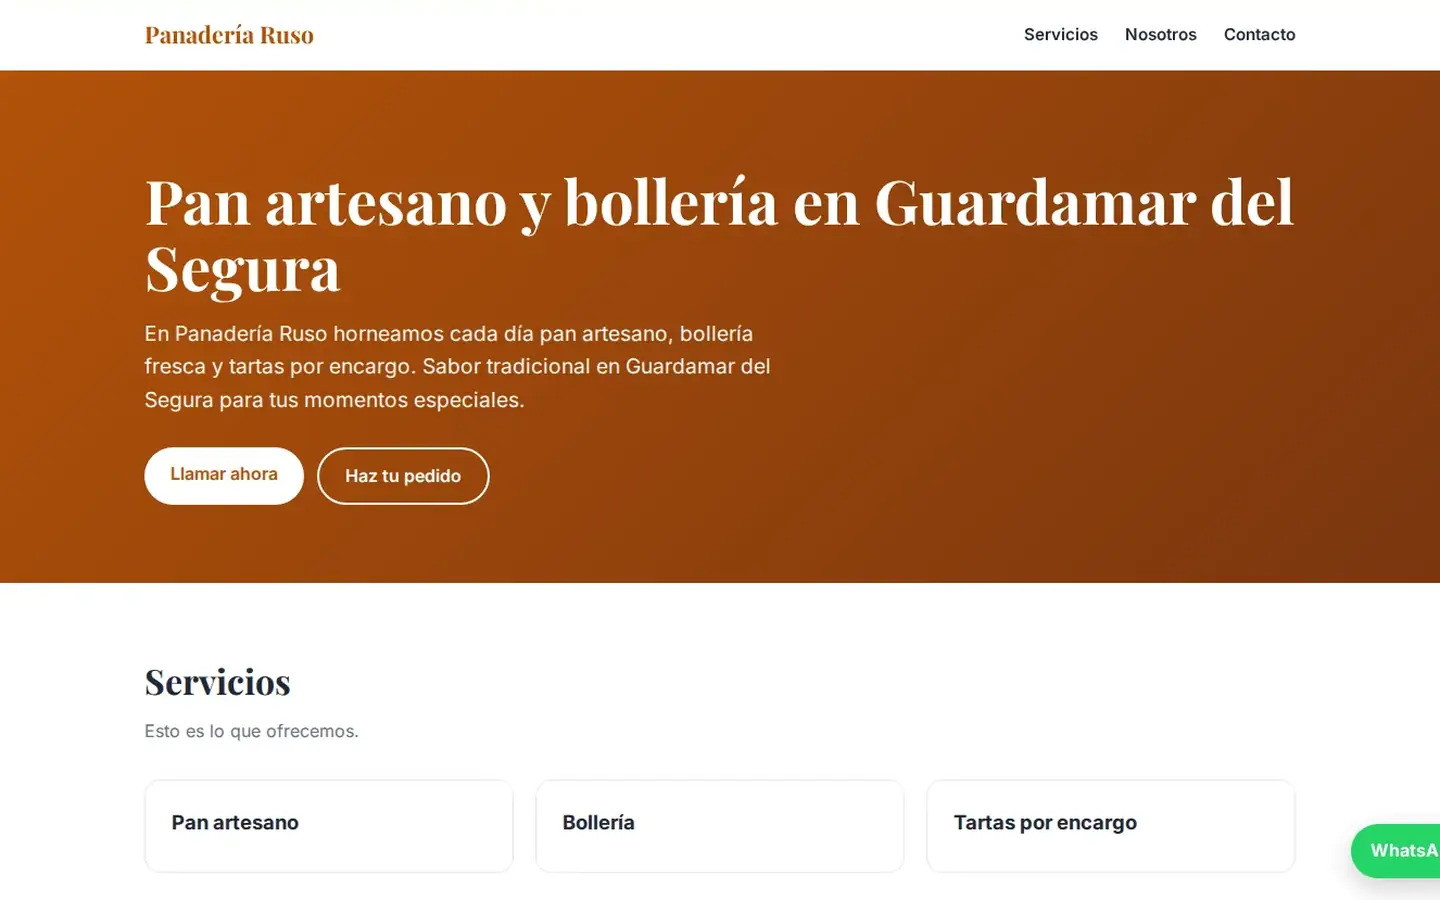 Panadería Ruso
Servicios
Nosotros
Contacto
Pan artesano y bollería en Guardamar del
Segura
En Panadería Ruso horneamos cada día pan artesano, bollería
fresca y tartas por encargo. Sabor tradicional en Guardamar del
Segura para tus momentos especiales.
Llamar ahora
Haz tu pedido
Servicios
Esto es lo que ofrecemos.
Pan artesano
Bollería
Tartas por encargo
WhatsA